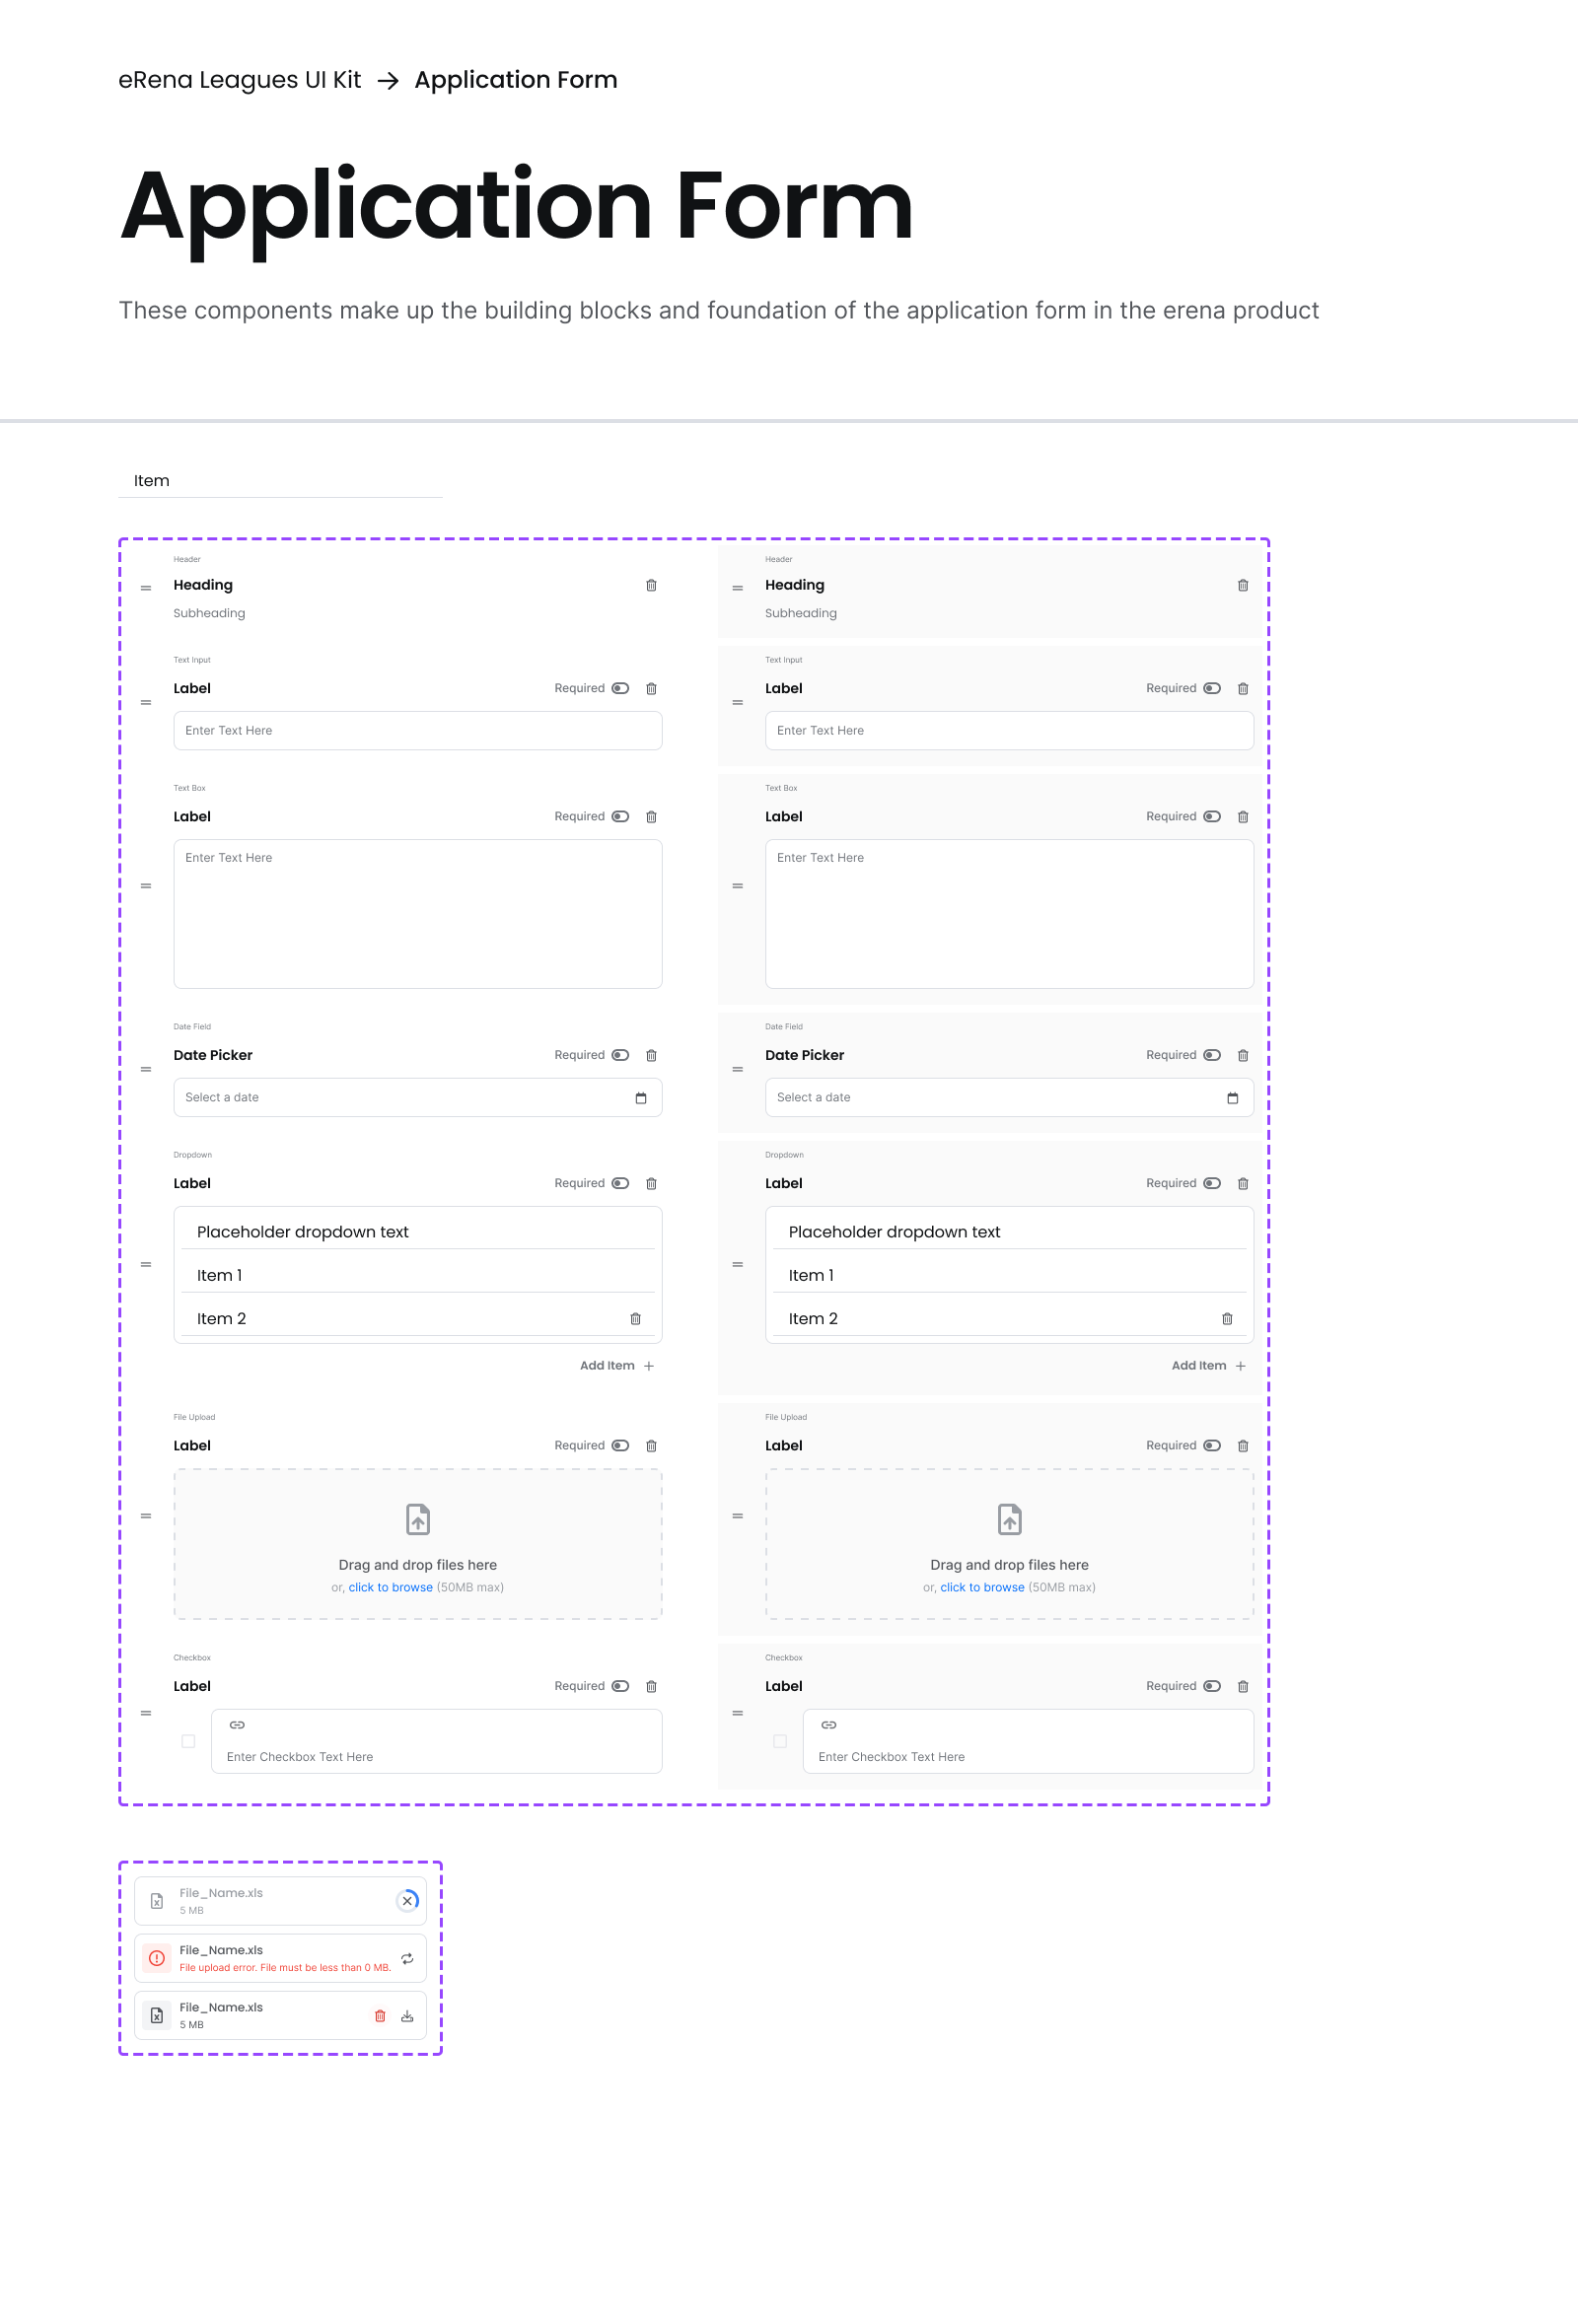 eRena Leagues UI Kit → Application Form
Application Form
These components make up the building blocks and foundation of the application form in the erena product
Item
Header
Heading
Subheading
Text Input
Label Required
Enter Text Here
Text Box
Label Required
Enter Text Here
Date Field
Date Picker Required
Select a date
Dropdown
Label Required
Placeholder dropdown text
Item 1
Item 2
Add Item +
File Upload
Label Required
Drag and drop files here
or, click to browse (50MB max)
Checkbox
Label Required
Enter Checkbox Text Here
Header
Heading
Subheading
Text Input
Label Required
Enter Text Here
Text Box
Label Required
Enter Text Here
Date Field
Date Picker Required
Select a date
Dropdown
Label Required
Placeholder dropdown text
Item 1
Item 2
Add Item +
File Upload
Label Required
Drag and drop files here
or, click to browse (50MB max)
Checkbox
Label Required
Enter Checkbox Text Here
File_Name.xls
5 MB
File_Name.xls
File upload error. File must be less than 0 MB.
File_Name.xls
5 MB